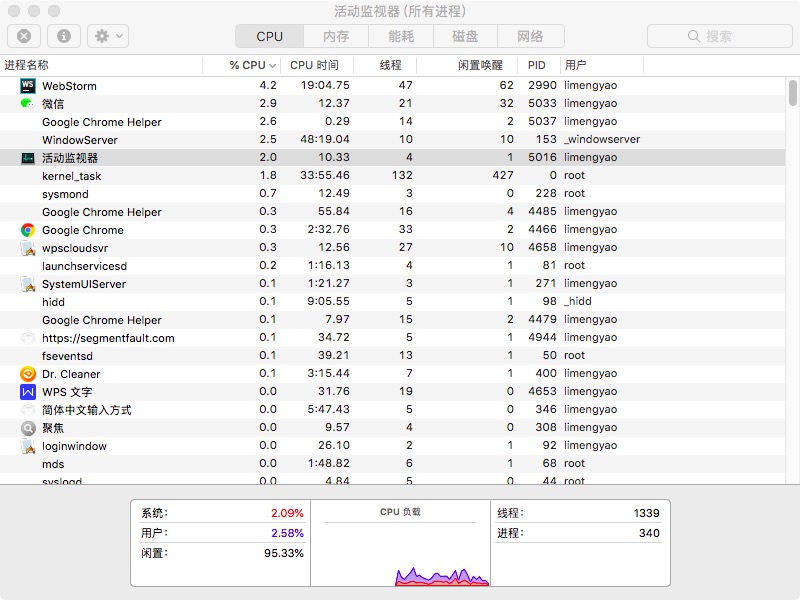 活动监视器 (所有进程)
CPU 内存 能耗 磁盘 网络 搜索
进程名称 % CPU CPU 时间 线程 闲置唤醒 PID 用户
WS WebStorm 4.2 19:04.75 47 62 2990 limengyao
微信 2.9 12.37 21 32 5033 limengyao
Google Chrome Helper 2.6 0.29 14 2 5037 limengyao
WindowServer 2.5 48:19.04 10 10 153 _windowserver
活动监视器 2.0 10.33 4 1 5016 limengyao
kernel_task 1.8 33:55.46 132 427 0 root
sysmond 0.7 12.49 3 0 228 root
Google Chrome Helper 0.3 55.84 16 4 4485 limengyao
Google Chrome 0.3 2:32.76 33 2 4466 limengyao
wpscloudsvr 0.3 12.56 27 10 4658 limengyao
launchservicesd 0.2 1:16.13 4 1 81 root
SystemUIServer 0.1 1:21.27 3 1 271 limengyao
hidd 0.1 9:05.55 5 1 98 _hidd
Google Chrome Helper 0.1 7.97 15 2 4479 limengyao
https://segmentfault.com 0.1 34.72 5 1 4944 limengyao
fseventsd 0.1 39.21 13 1 50 root
Dr. Cleaner 0.1 3:15.44 7 1 400 limengyao
WPS 文字 0.0 31.76 19 0 4653 limengyao
简体中文输入方式 0.0 5:47.43 5 0 346 limengyao
聚焦 0.0 9.57 4 0 308 limengyao
loginwindow 0.0 26.10 2 1 92 limengyao
mds 0.0 1:48.82 6 1 68 root
syslogd 0.0 4.84 5 0 44 root
系统: 2.09% CPU 负载 线程: 1339
用户: 2.58% 进程: 340
闲置: 95.33%